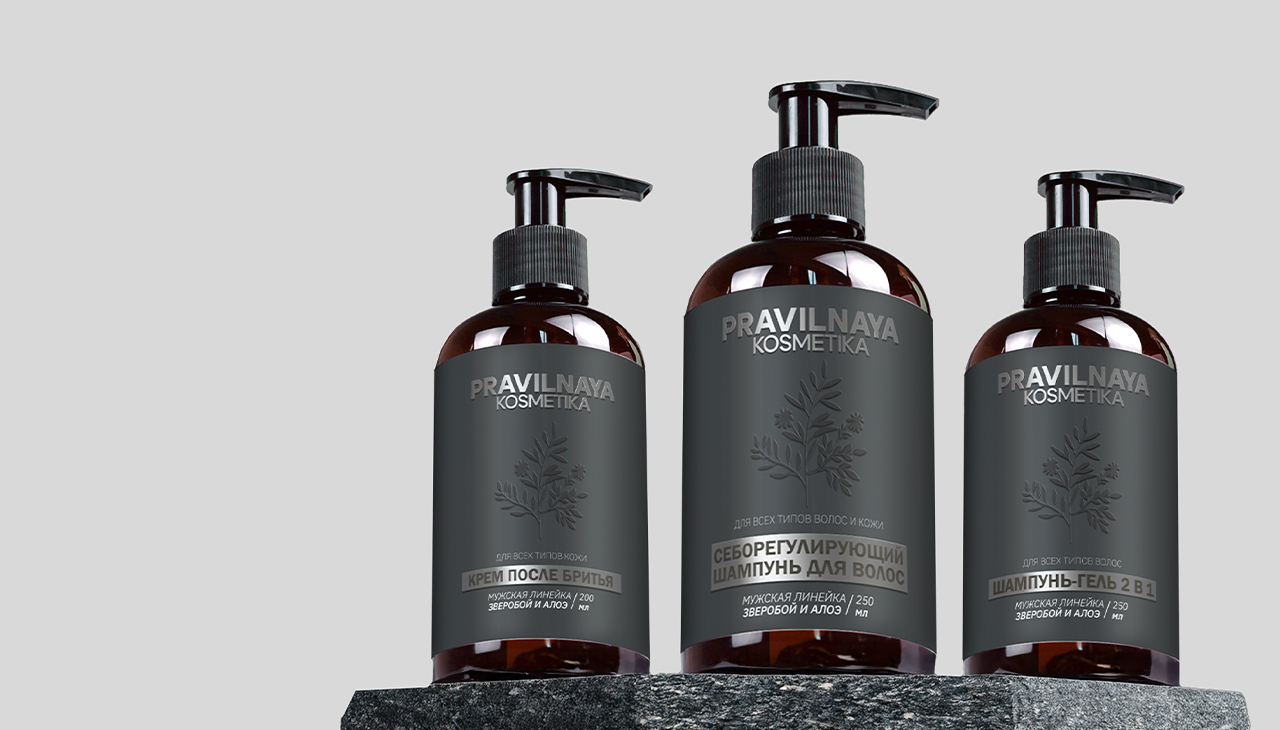 PRAVILNAYA
KOSMETIKA
ДЛЯ ВСЕХ ТИПОВ КОЖИ
КРЕМ ПОСЛЕ БРИТЬЯ
МУЖСКАЯ ЛИНЕЙКА / 200
ЗВЕРОБОЙ И АЛОЭ / мл
PRAVILNAYA
KOSMETIKA
ДЛЯ ВСЕХ ТИПОВ ВОЛОС И КОЖИ
СЕБОРЕГУЛИРУЮЩИЙ
ШАМПУНЬ ДЛЯ ВОЛОС
МУЖСКАЯ ЛИНЕЙКА / 250
ЗВЕРОБОЙ И АЛОЭ / мл
PRAVILNAYA
KOSMETIKA
ДЛЯ ВСЕХ ТИПОВ ВОЛОС
ШАМПУНЬ-ГЕЛЬ 2 В 1
МУЖСКАЯ ЛИНЕЙКА / 250
ЗВЕРОБОЙ И АЛОЭ / мл